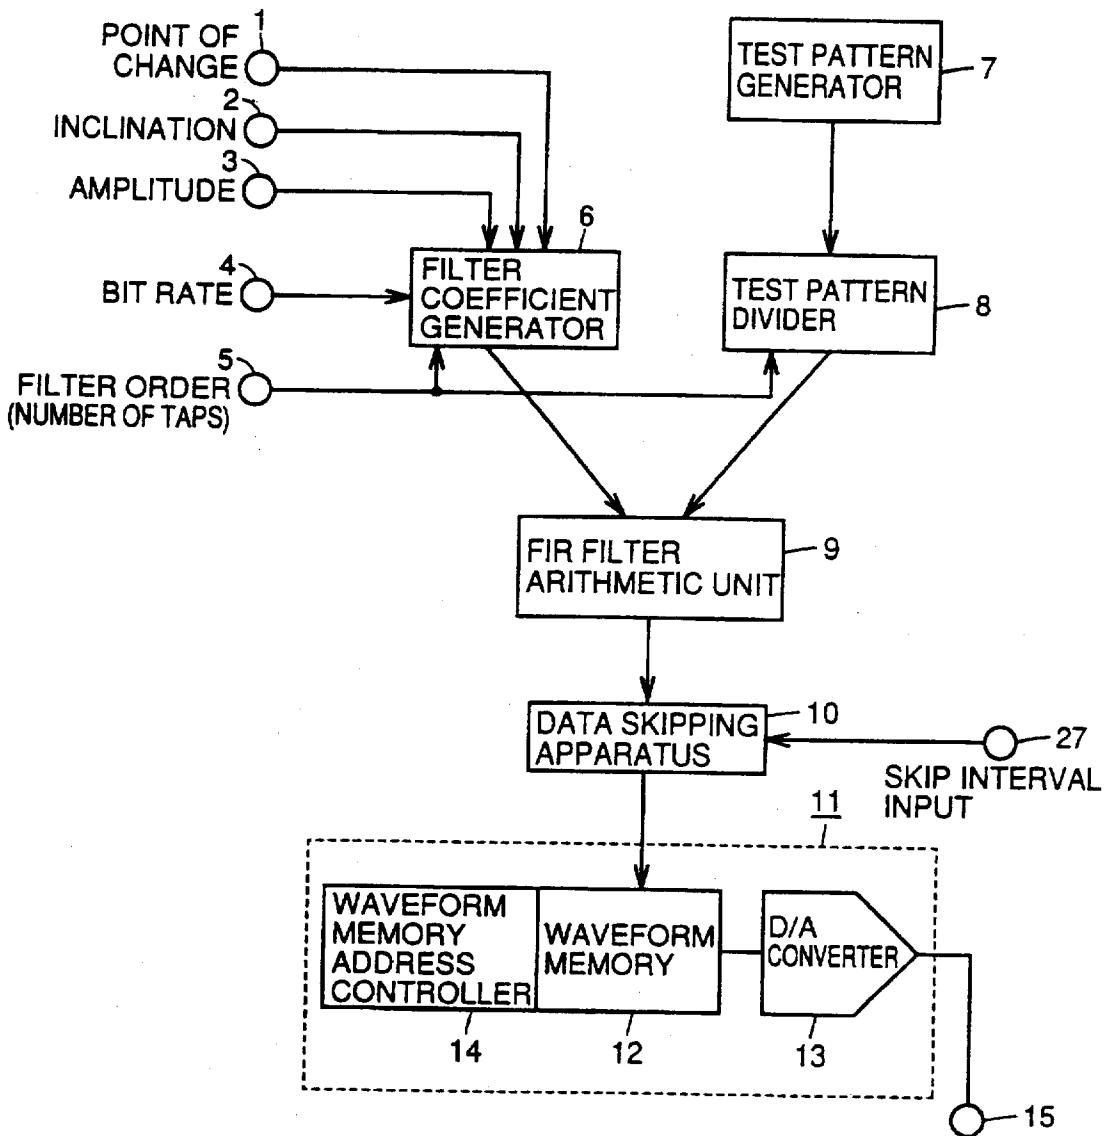 1
POINT OF
CHANGE
2
INCLINATION
3
AMPLITUDE
4
BIT RATE
5
FILTER ORDER
(NUMBER OF TAPS)
6
FILTER
COEFFICIENT
GENERATOR
TEST PATTERN
GENERATOR
7
TEST PATTERN
DIVIDER
8
FIR FILTER
ARITHMETIC UNIT
9
DATA SKIPPING
APPARATUS
10
27
SKIP INTERVAL
INPUT
11
WAVEFORM
MEMORY
ADDRESS
CONTROLLER
WAVEFORM
MEMORY
D/A
CONVERTER
14
12
13
15